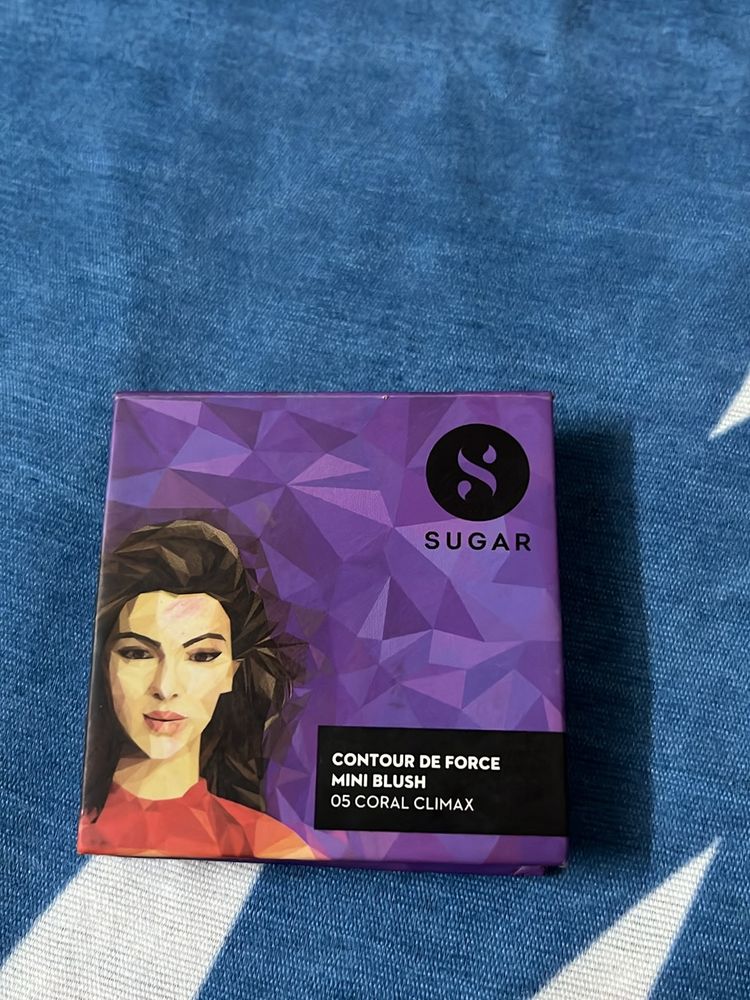 SUGAR
CONTOUR DE FORCE
MINI BLUSH
05 CORAL CLIMAX